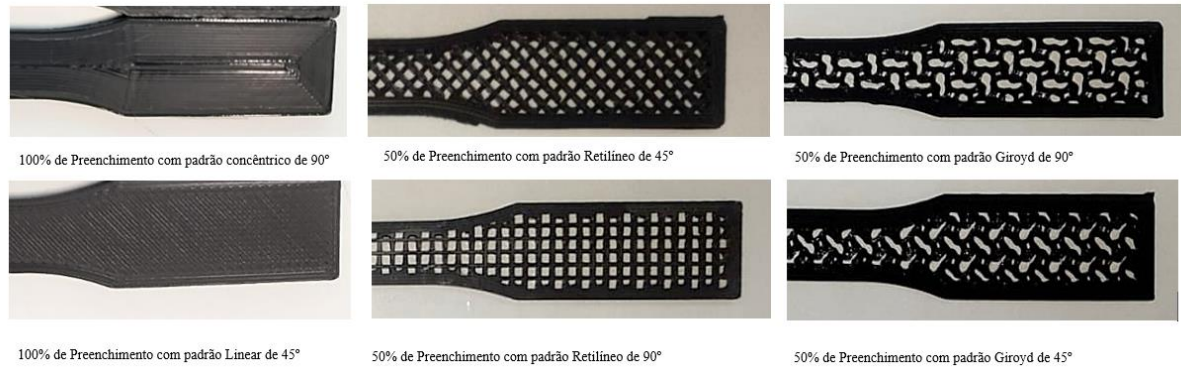 100% de Preenchimento com padrão concêntrico de 90°
50% de Preenchimento com padrão Retilíneo de 45°
50% de Preenchimento com padrão Giroyd de 90°
100% de Preenchimento com padrão Linear de 45°
50% de Preenchimento com padrão Retilíneo de 90°
50% de Preenchimento com padrão Giroyd de 45°